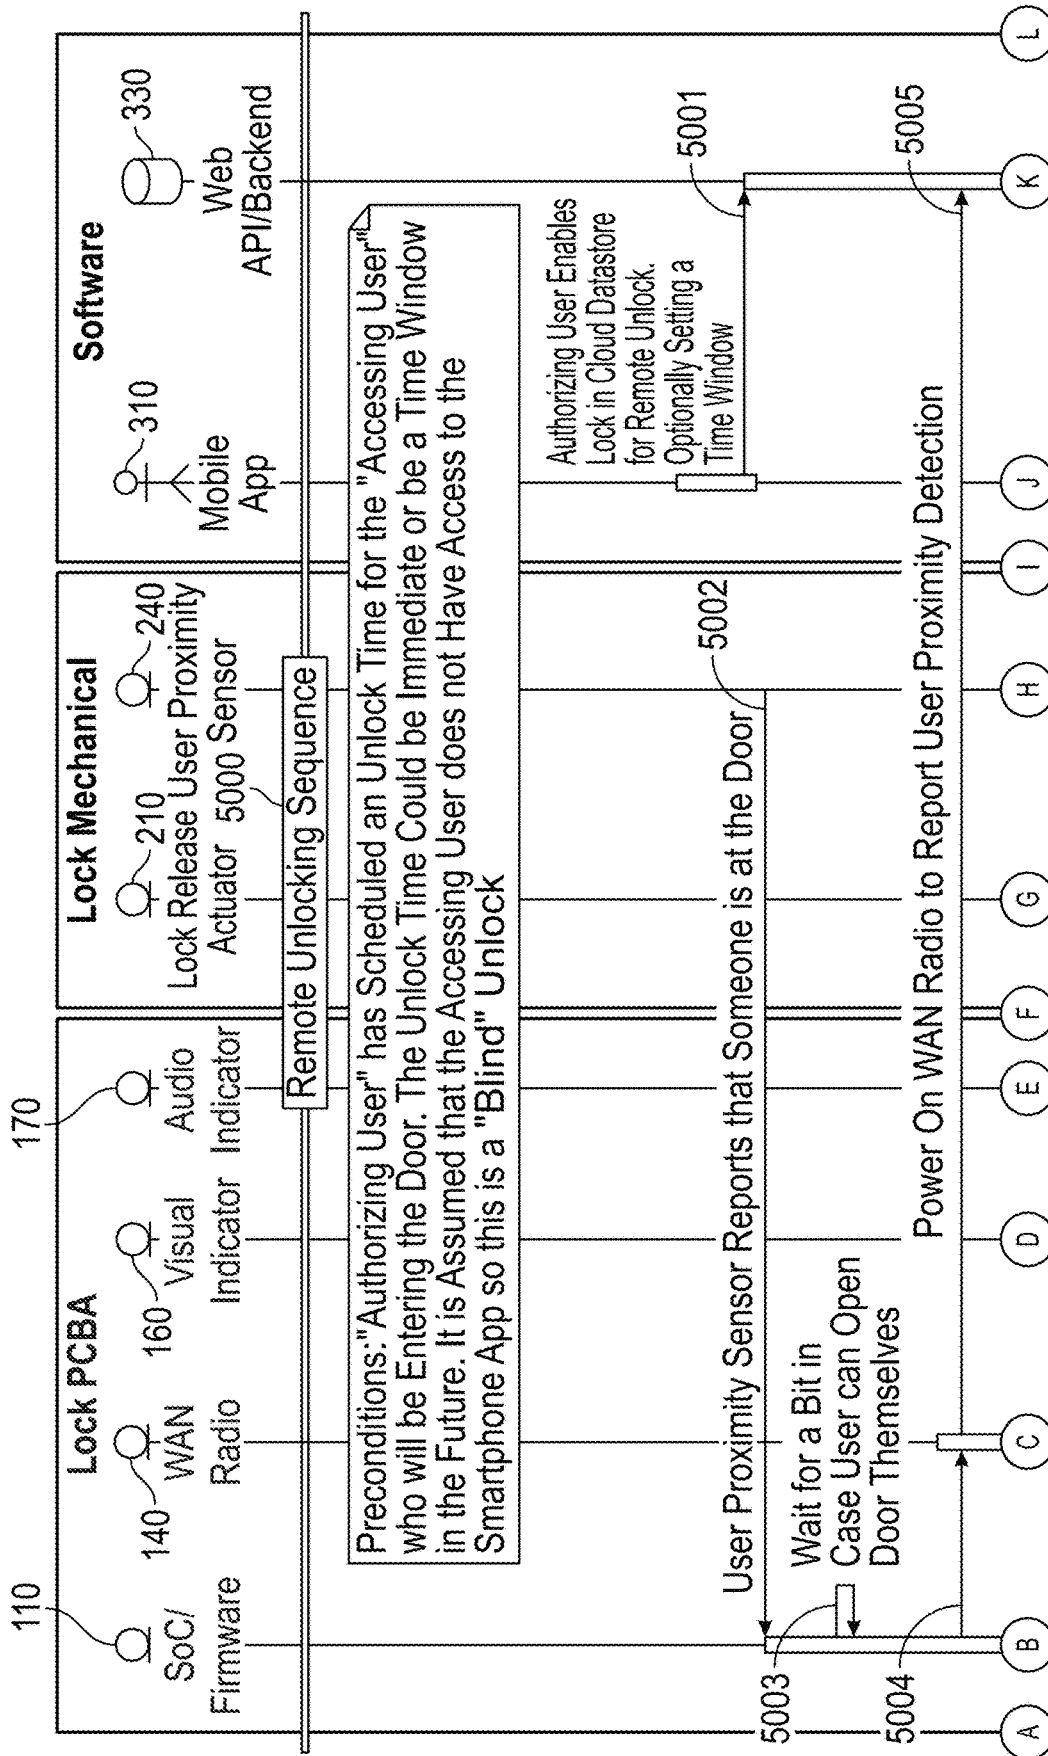 Lock PCBA
110
SoC/
Firmware
140
WAN
Radio
160
Visual
Indicator
170
Audio
Indicator
Lock Mechanical
210
Lock Release
Actuator
240
User Proximity
Sensor
5000
Software
310
Mobile
App
330
Web
API/Backend
Remote Unlocking Sequence
Preconditions:"Authorizing User" has Scheduled an Unlock Time for the "Accessing User"
who will be Entering the Door. The Unlock Time Could be Immediate or be a Time Window
in the Future. It is Assumed that the Accessing User does not Have Access to the
Smartphone App so this is a "Blind" Unlock
Authorizing User Enables
Lock in Cloud Datastore
for Remote Unlock.
Optionally Setting a
Time Window
5001
User Proximity Sensor Reports that Someone is at the Door
5002
Wait for a Bit in
Case User can Open
Door Themselves
5003
5004
Power On WAN Radio to Report User Proximity Detection
5005
A
B
C
D
E
F
G
H
I
J
K
L